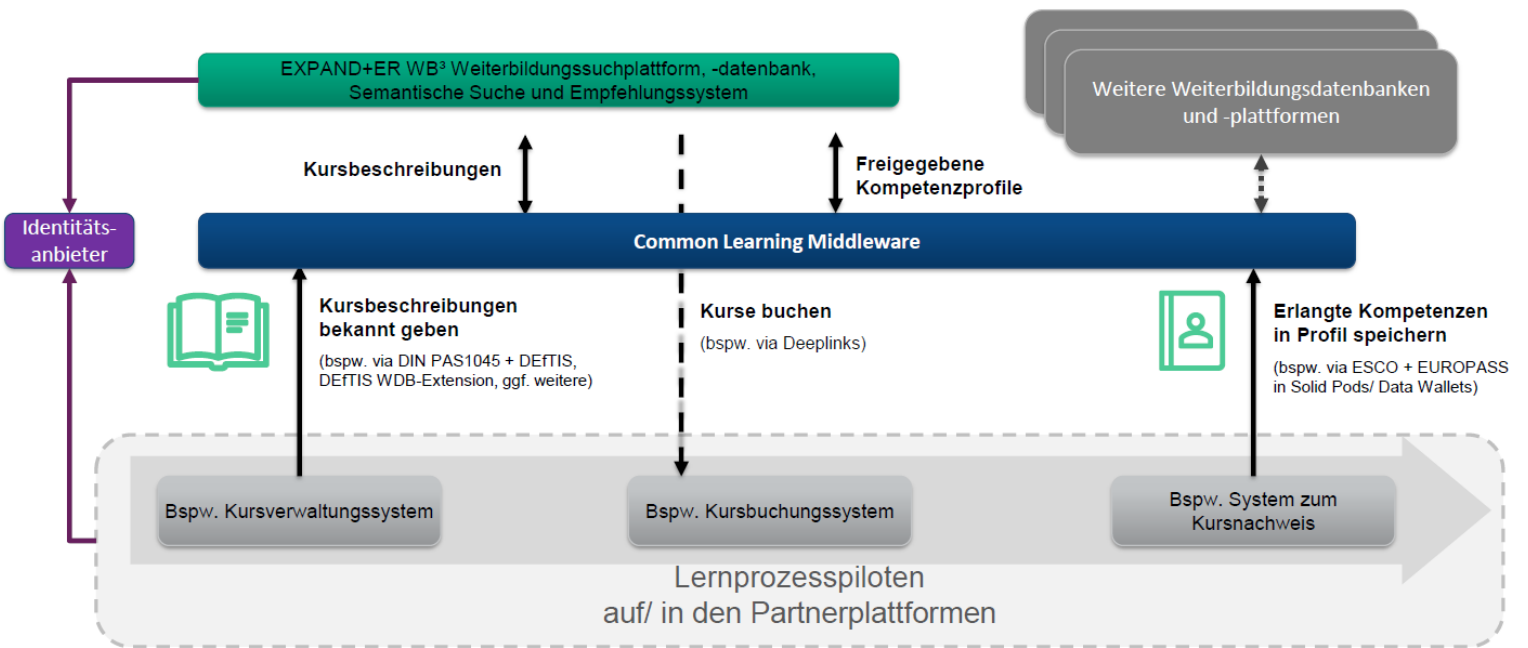 EXPAND+ER WB³ Weiterbildungssuchplattform, -datenbank,
Semantische Suche und Empfehlungssystem
Weitere Weiterbildungsdatenbanken
und -plattformen
Kursbeschreibungen
Freigegebene
Kompetenzprofile
Identitäts-
anbieter
Common Learning Middleware
Kursbeschreibungen
bekannt geben
(bspw. via DIN PAS1045 + DEfTIS,
DEfTIS WDB-Extension, ggf. weitere)
Kurse buchen
(bspw. via Deeplinks)
Erlangte Kompetenzen
in Profil speichern
(bspw. via ESCO + EUROPASS
in Solid Pods/ Data Wallets)
Bspw. Kursverwaltungssystem
Bspw. Kursbuchungssystem
Bspw. System zum
Kursnachweis
Lernprozesspiloten
auf/ in den Partnerplattformen